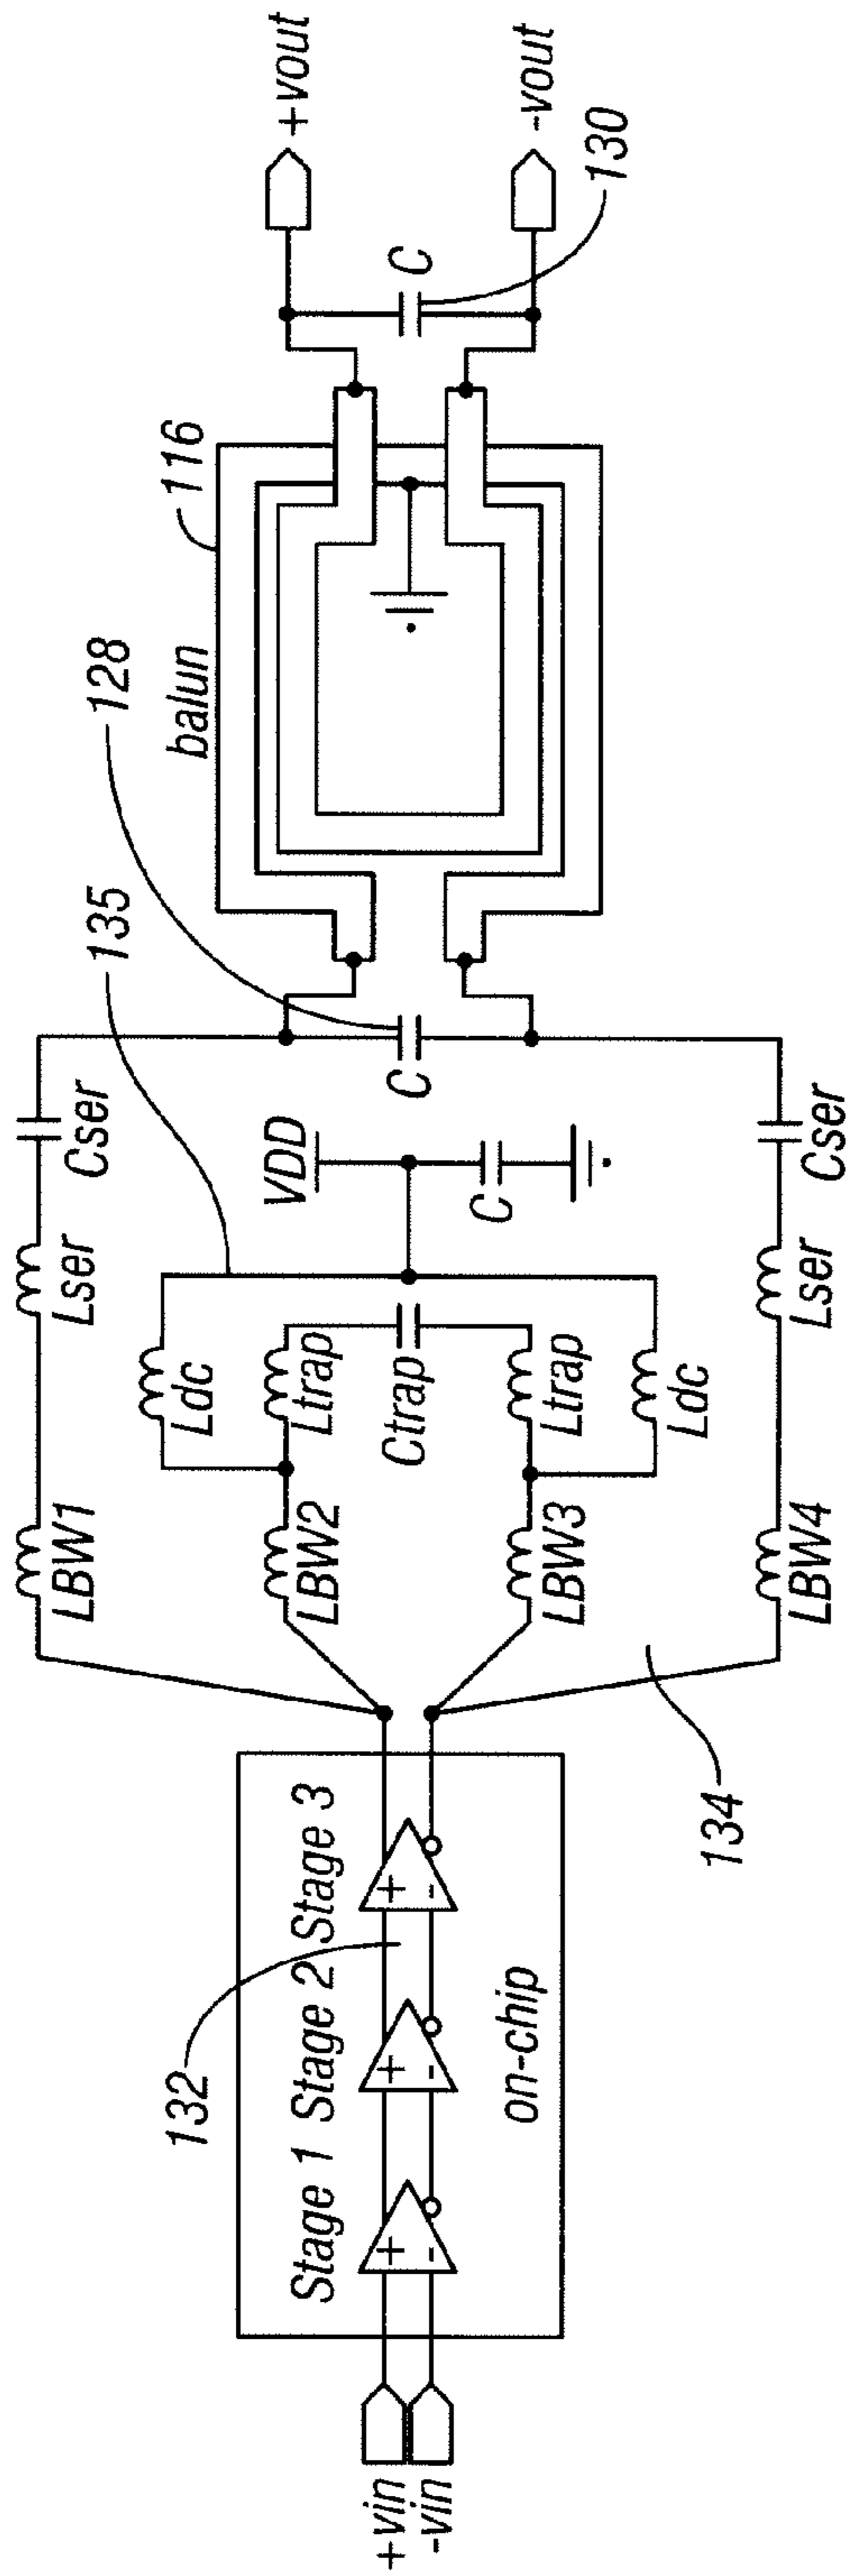 +vin
-vin
Stage 1 Stage 2 Stage 3
132
+
-
+
-
+
-
on-chip
134
LBW1
LBW2
LBW3
LBW4
Ldc
Ltrap
Ctrap
Ltrap
Ldc
Lser
Cser
Lser
Cser
135
VDD
C
128
C
balun
116
C
130
+vout
-vout